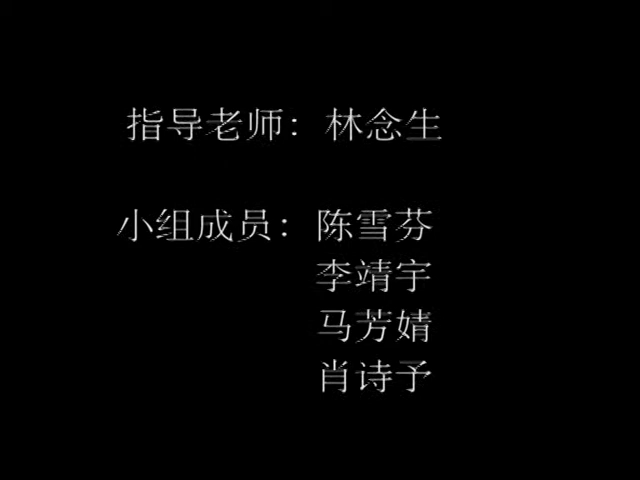 指导老师：林念生
小组成员：陈雪芬
李靖宇
马芳婧
肖诗予